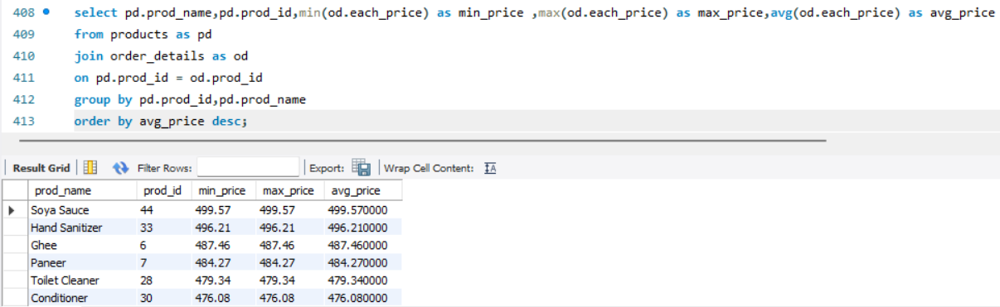 408 select pd.prod_name,pd.prod_id,min(od.each_price) as min_price ,max(od.each_price) as max_price,avg(od.each_price) as avg_price
409 from products as pd
410 join order_details as od
411 on pd.prod_id = od.prod_id
412 group by pd.prod_id,pd.prod_name
413 order by avg_price desc;
Result Grid Filter Rows: Export: Wrap Cell Content: IA
prod_name prod_id min_price max_price avg_price
Soya Sauce 44 499.57 499.57 499.570000
Hand Sanitizer 33 496.21 496.21 496.210000
Ghee 6 487.46 487.46 487.460000
Paneer 7 484.27 484.27 484.270000
Toilet Cleaner 28 479.34 479.34 479.340000
Conditioner 30 476.08 476.08 476.080000